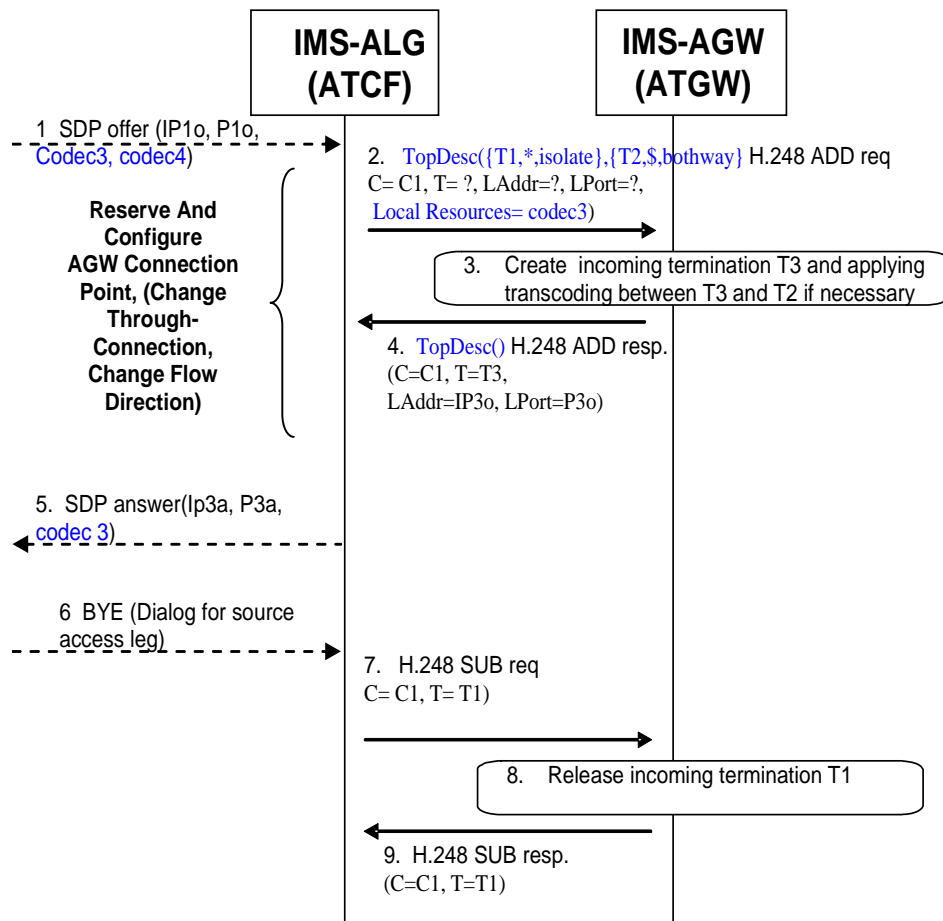 IMS-ALG
(ATCF)
IMS-AGW
(ATGW)
1 SDP offer (IP1o, P1o,
Codec3, codec4)
2. TopDesc({T1,*,isolate},{T2,$,bothway} H.248 ADD req
C= C1, T= ?, LAddr=?, LPort=?,
Local Resources= codec3)
Reserve And
Configure
AGW Connection
Point, (Change
Through-
Connection,
Change Flow
Direction)
3. Create incoming termination T3 and applying
transcoding between T3 and T2 if necessary
4. TopDesc() H.248 ADD resp.
(C=C1, T=T3,
LAddr=IP3o, LPort=P3o)
5. SDP answer(Ip3a, P3a,
codec 3)
6 BYE (Dialog for source
access leg)
7. H.248 SUB req
C= C1, T= T1)
8. Release incoming termination T1
9. H.248 SUB resp.
(C=C1, T=T1)